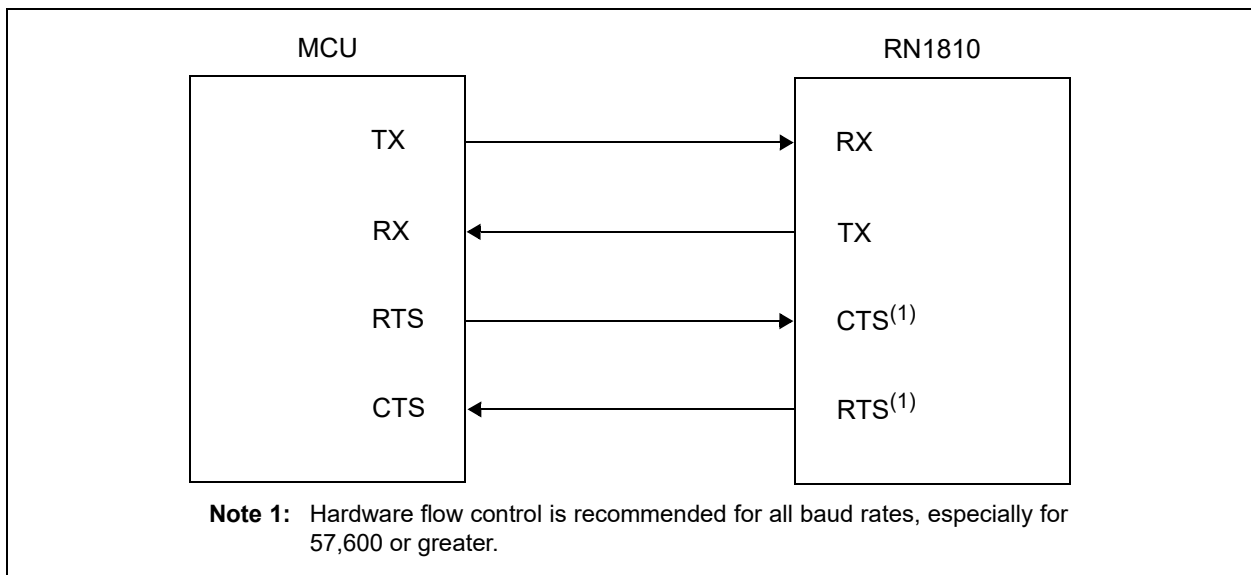 MCU
RN1810
TX
RX
RX
TX
RTS
CTS(1)
CTS
RTS(1)
Note 1: Hardware flow control is recommended for all baud rates, especially for
57,600 or greater.